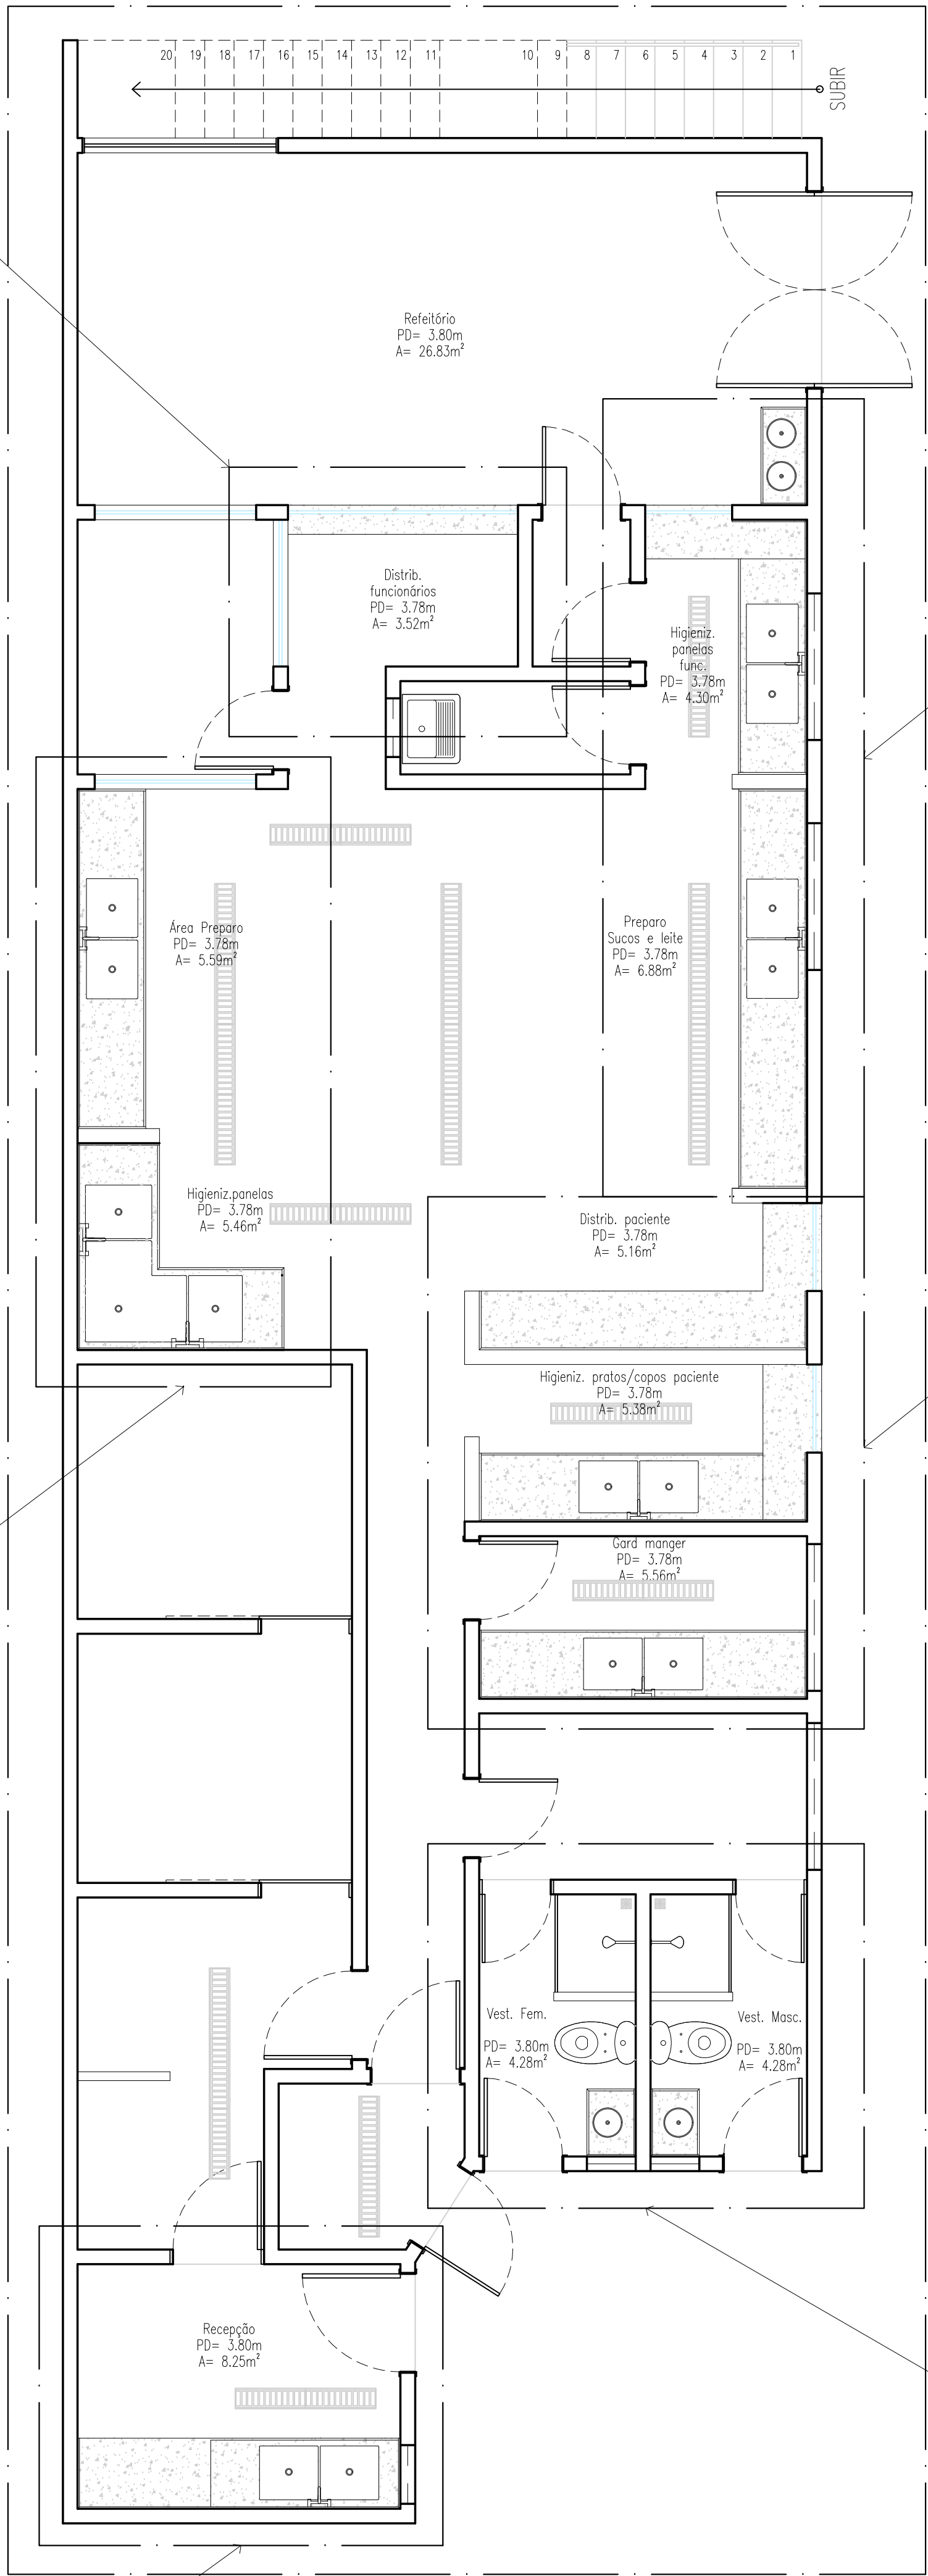 20 19 18 17 16 15 14 13 12 11 10 9 8 7 6 5 4 3 2 1
SUBIR
Refeitório
PD= 3.80m
A= 26.83m²
Distrib.
funcionários
PD= 3.78m
A= 3.52m²
Higieniz.
panelas
func.
PD= 3.78m
A= 4.30m²
Área Preparo
PD= 3.78m
A= 5.59m²
Preparo
Sucos e leite
PD= 3.78m
A= 6.88m²
Higieniz.panelas
PD= 3.78m
A= 5.46m²
Distrib. paciente
PD= 3.78m
A= 5.16m²
Higieniz. pratos/copos paciente
PD= 3.78m
A= 5.38m²
Gard manger
PD= 3.78m
A= 5.56m²
Vest. Fem.
PD= 3.80m
A= 4.28m²
Vest. Masc.
PD= 3.80m
A= 4.28m²
Recepção
PD= 3.80m
A= 8.25m²